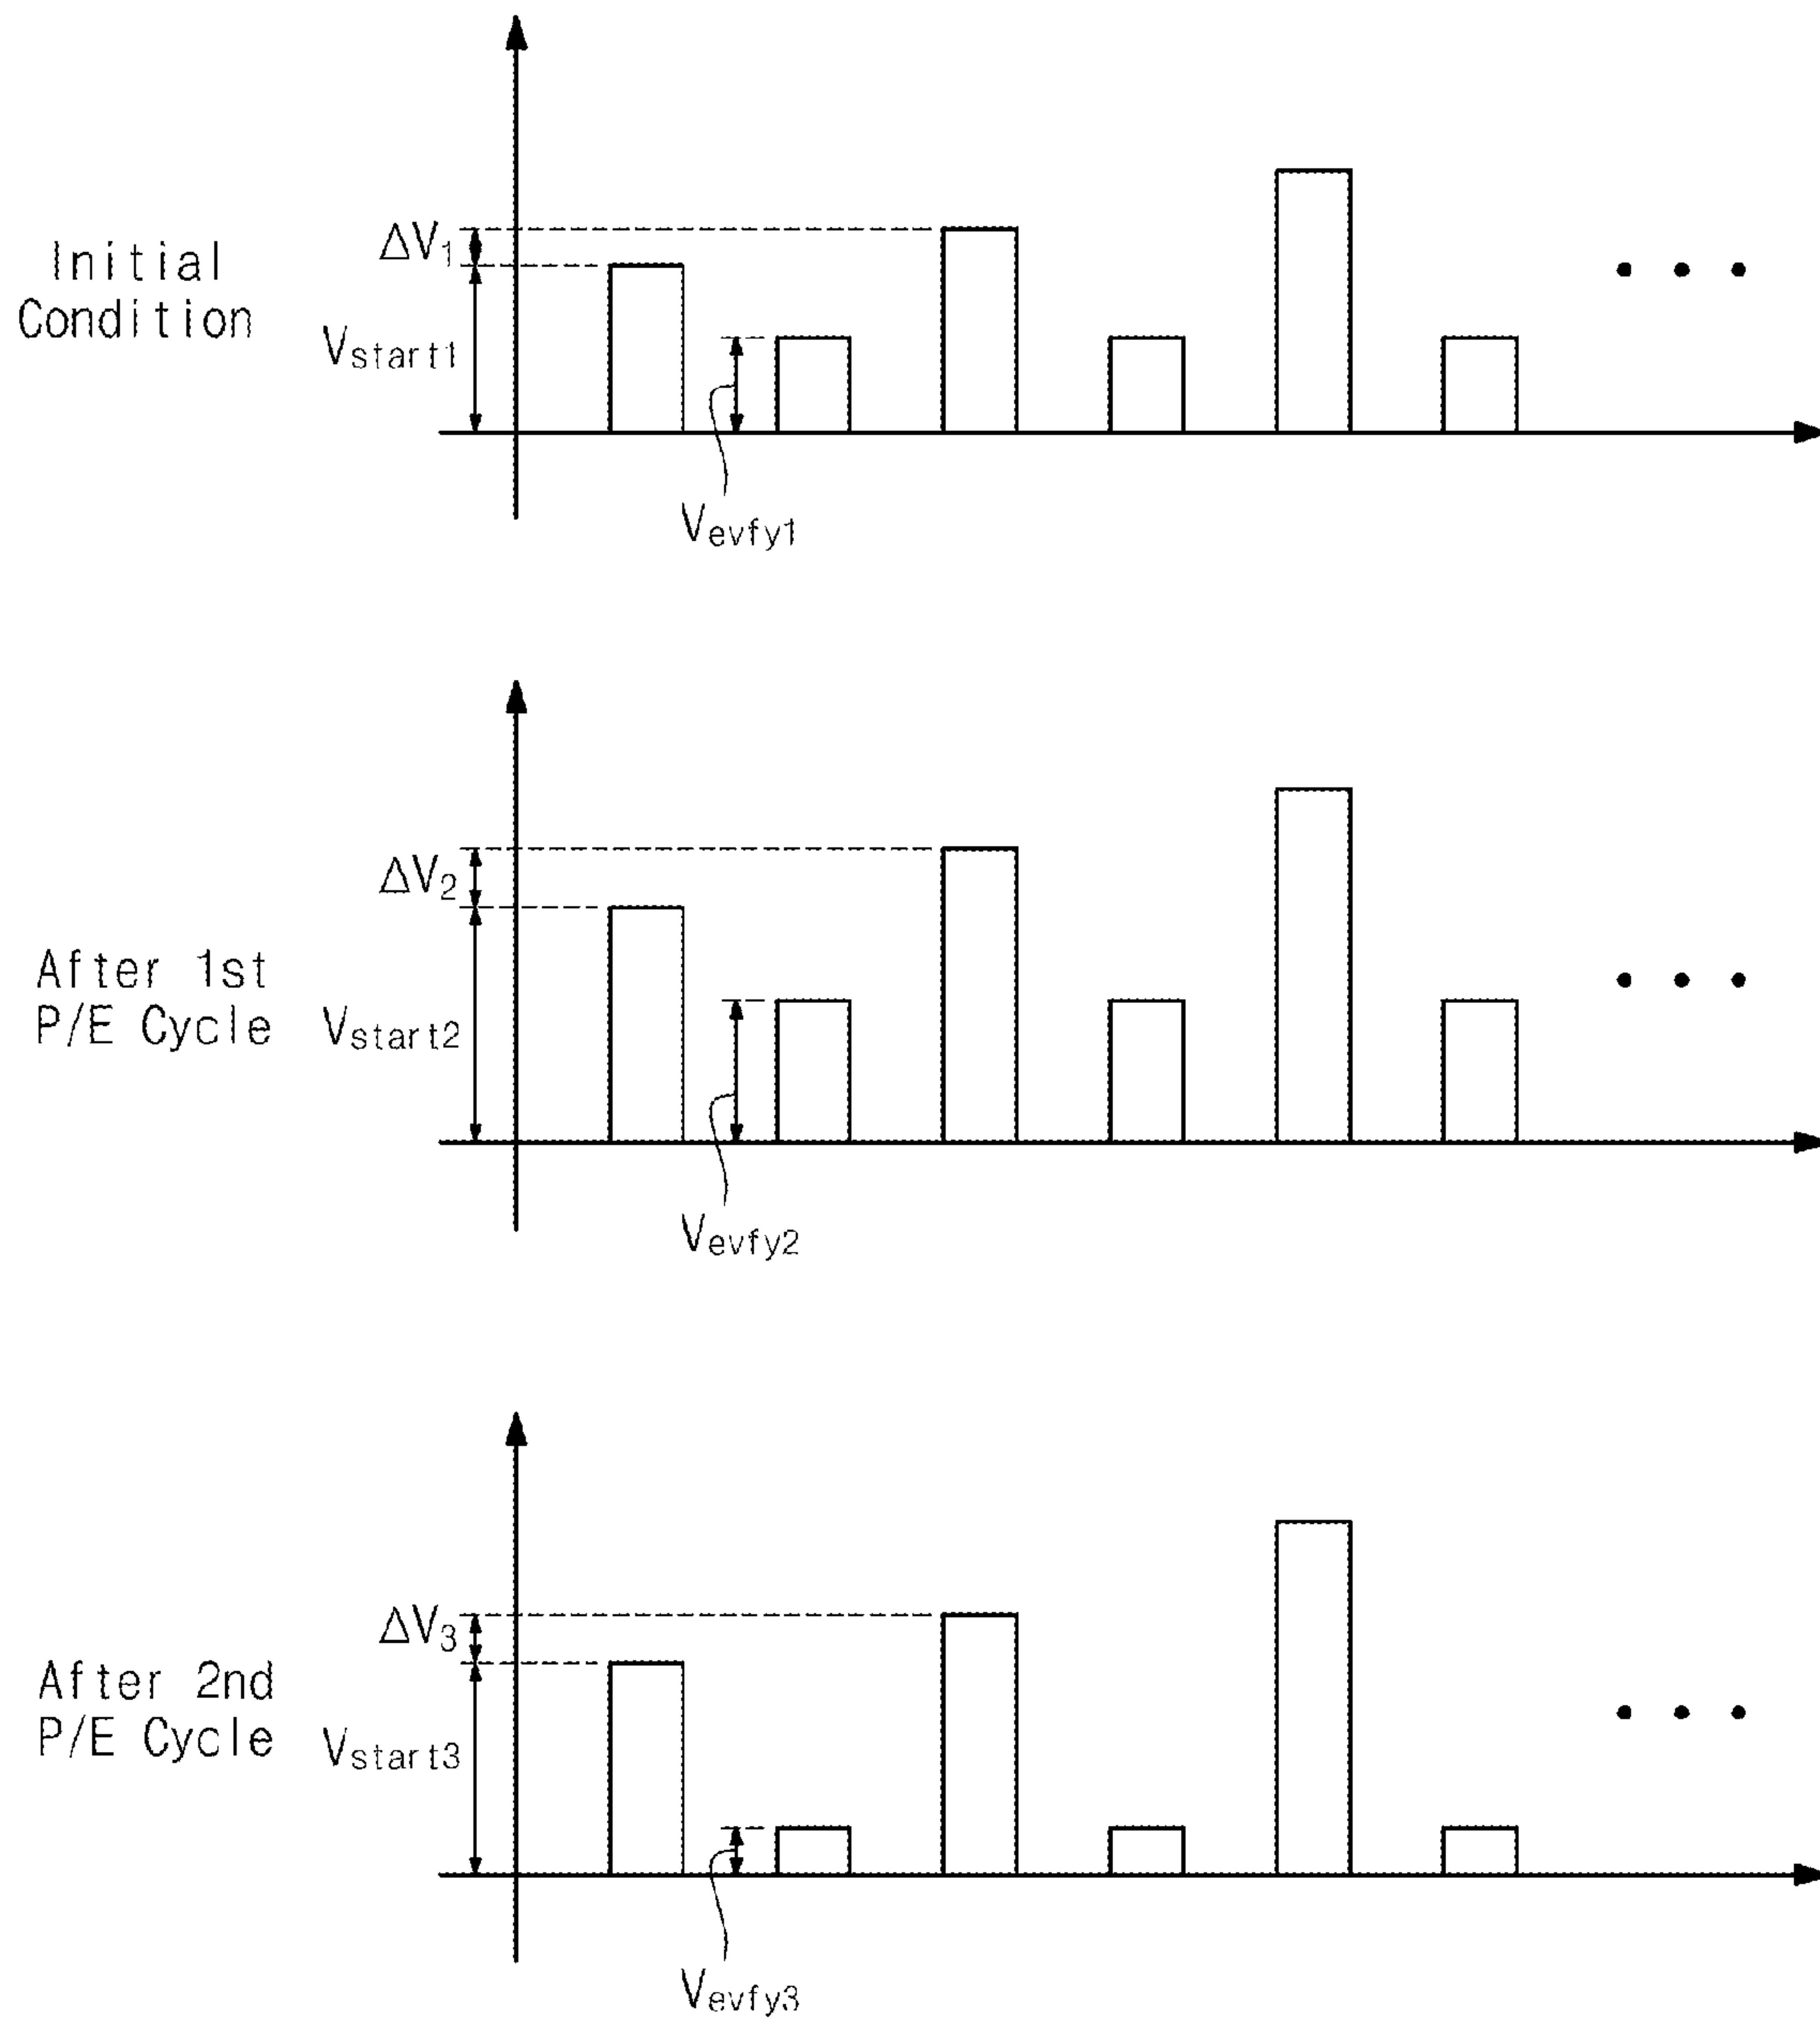 ΔV1
Initial
Condition
Vstart1
Vevfy1
ΔV2
After 1st
P/E Cycle
Vstart2
Vevfy2
ΔV3
After 2nd
P/E Cycle
Vstart3
Vevfy3